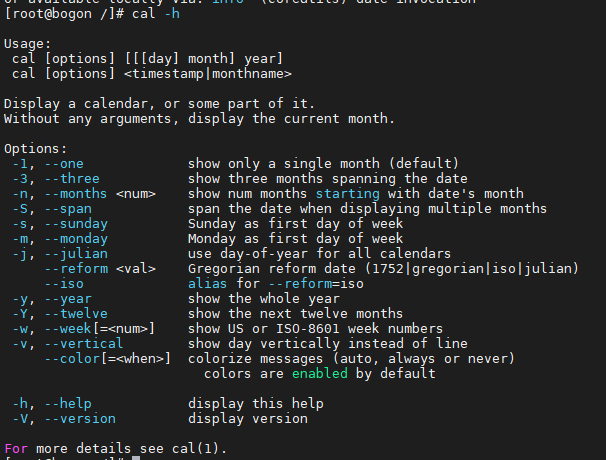 or available locally via: info '(coreutils) date invocation'
[root@bogon /]# cal -h

Usage:
 cal [options] [[[day] month] year]
 cal [options] <timestamp|monthname>

Display a calendar, or some part of it.
Without any arguments, display the current month.

Options:
 -1, --one             show only a single month (default)
 -3, --three           show three months spanning the date
 -n, --months <num>    show num months starting with date's month
 -S, --span            span the date when displaying multiple months
 -s, --sunday          Sunday as first day of week
 -m, --monday          Monday as first day of week
 -j, --julian          use day-of-year for all calendars
     --reform <val>    Gregorian reform date (1752|gregorian|iso|julian)
     --iso             alias for --reform=iso
 -y, --year            show the whole year
 -Y, --twelve          show the next twelve months
 -w, --week[=<num>]    show US or ISO-8601 week numbers
 -v, --vertical        show day vertically instead of line
     --color[=<when>]  colorize messages (auto, always or never)
                         colors are enabled by default

 -h, --help            display this help
 -V, --version         display version

For more details see cal(1).